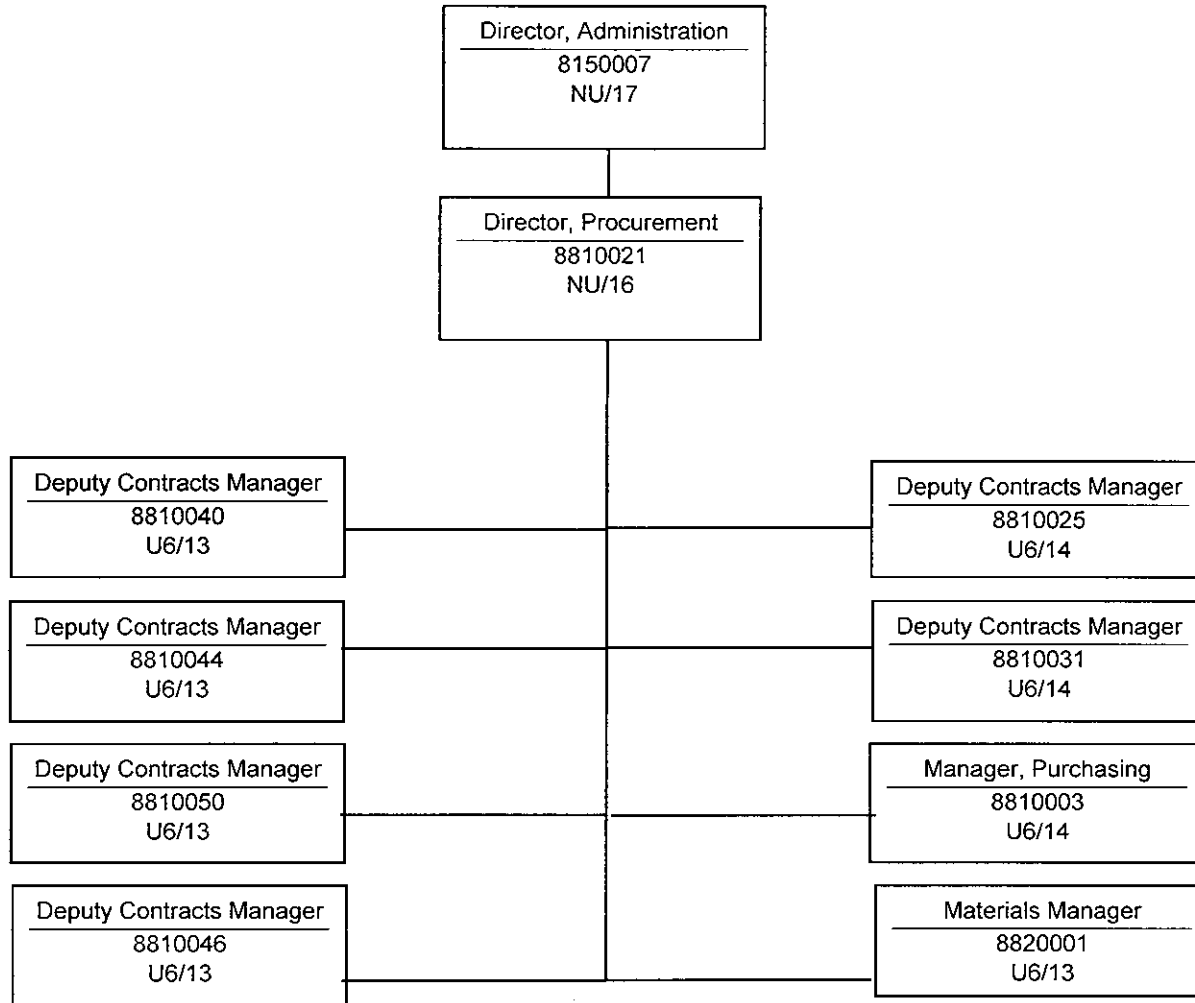 Director, Administration
8150007
NU/17
Director, Procurement
8810021
NU/16
Deputy Contracts Manager
8810040
U6/13
Deputy Contracts Manager
8810025
U6/14
Deputy Contracts Manager
8810044
U6/13
Deputy Contracts Manager
8810031
U6/14
Deputy Contracts Manager
8810050
U6/13
Manager, Purchasing
8810003
U6/14
Deputy Contracts Manager
8810046
U6/13
Materials Manager
8820001
U6/13